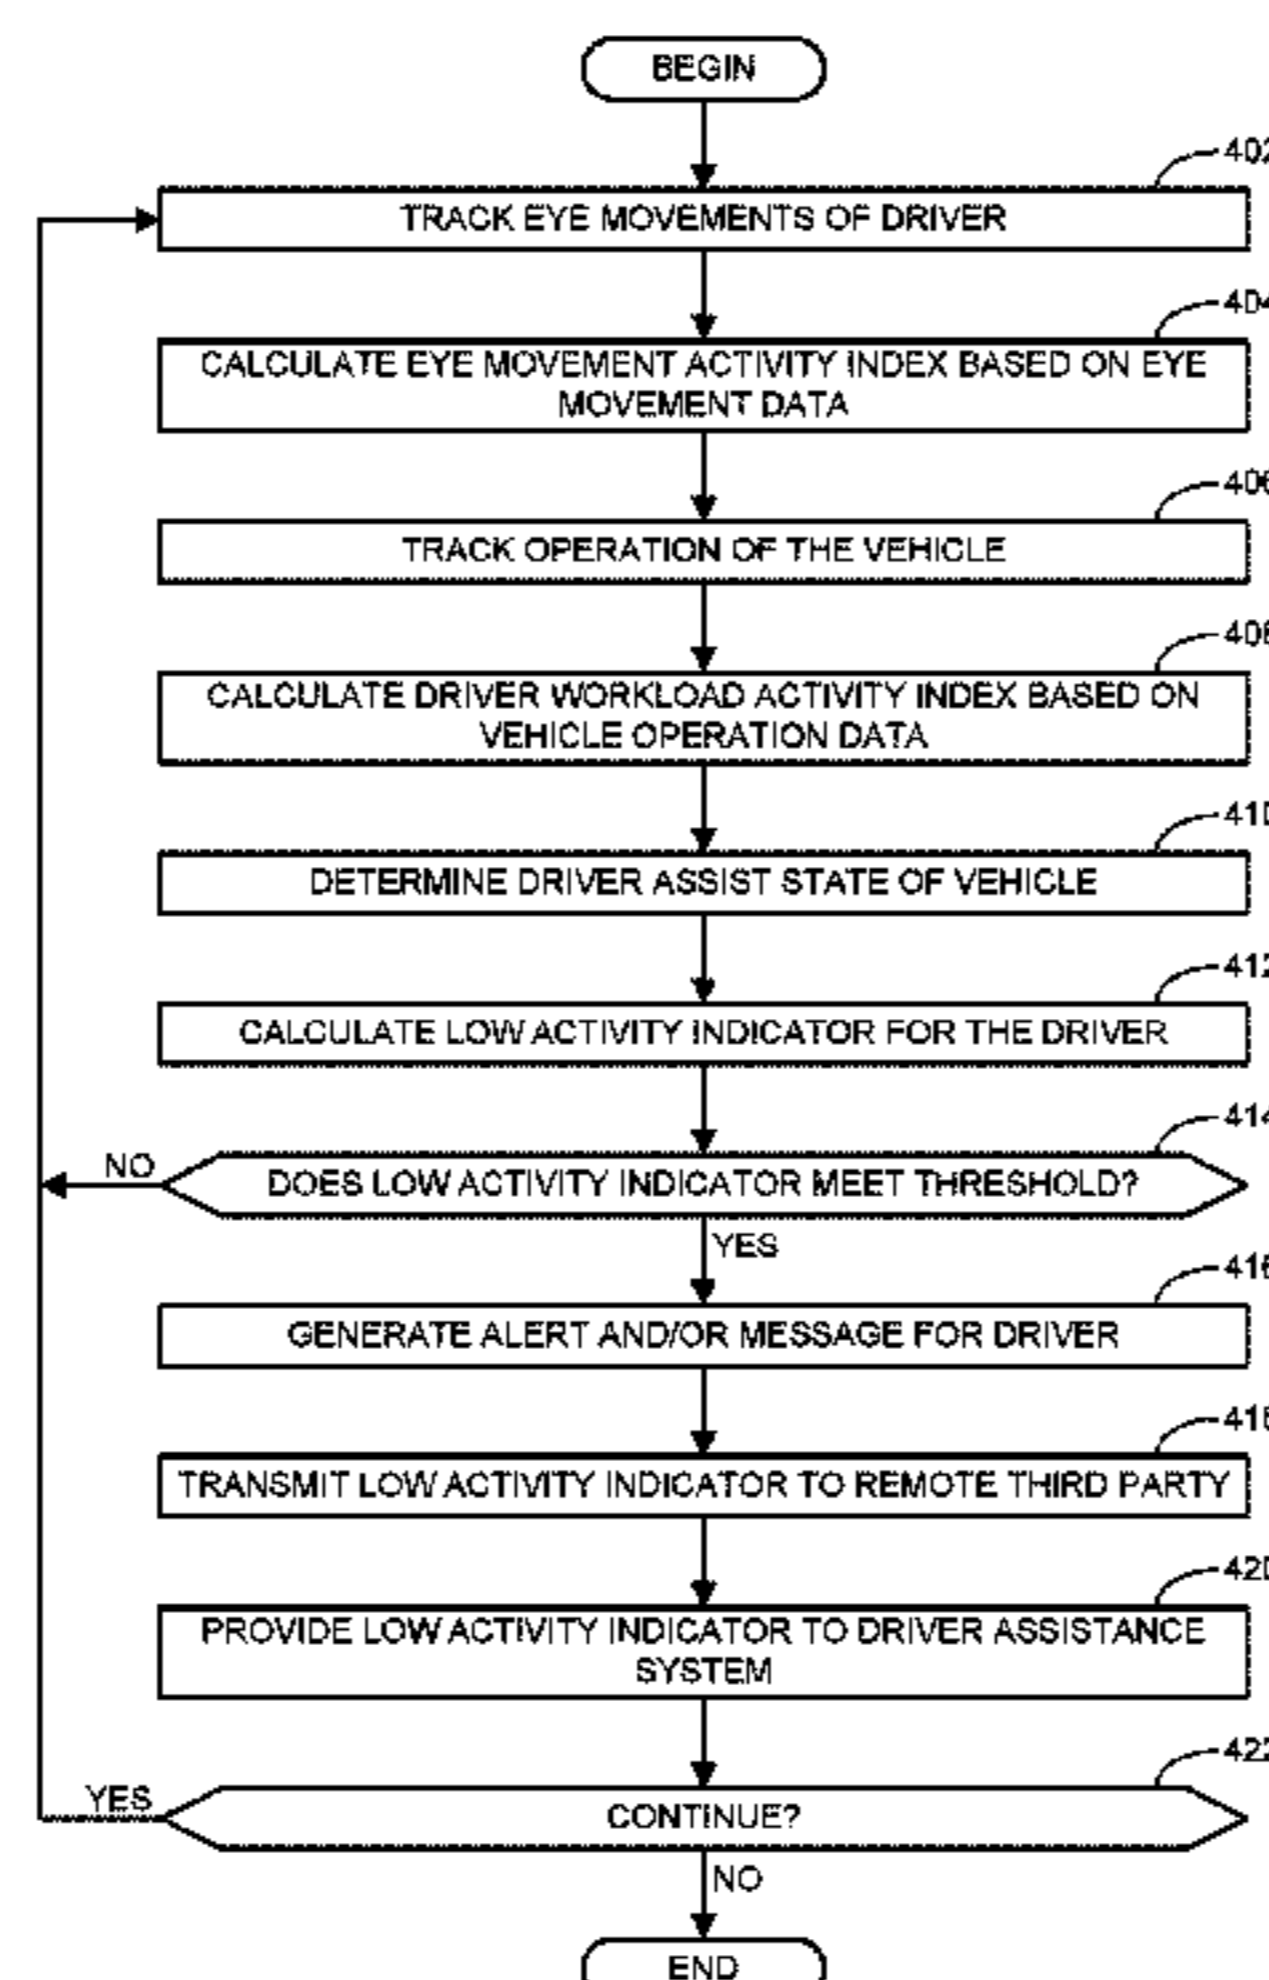 BEGIN
402
TRACK EYE MOVEMENTS OF DRIVER
404
CALCULATE EYE MOVEMENT ACTIVITY INDEX BASED ON EYE
MOVEMENT DATA
406
TRACK OPERATION OF THE VEHICLE
408
CALCULATE DRIVER WORKLOAD ACTIVITY INDEX BASED ON
VEHICLE OPERATION DATA
410
DETERMINE DRIVER ASSIST STATE OF VEHICLE
412
CALCULATE LOW ACTIVITY INDICATOR FOR THE DRIVER
414
NO
DOES LOW ACTIVITY INDICATOR MEET THRESHOLD?
YES
416
GENERATE ALERT AND/OR MESSAGE FOR DRIVER
418
TRANSMIT LOW ACTIVITY INDICATOR TO REMOTE THIRD PARTY
420
PROVIDE LOW ACTIVITY INDICATOR TO DRIVER ASSISTANCE
SYSTEM
422
YES
CONTINUE?
NO
END